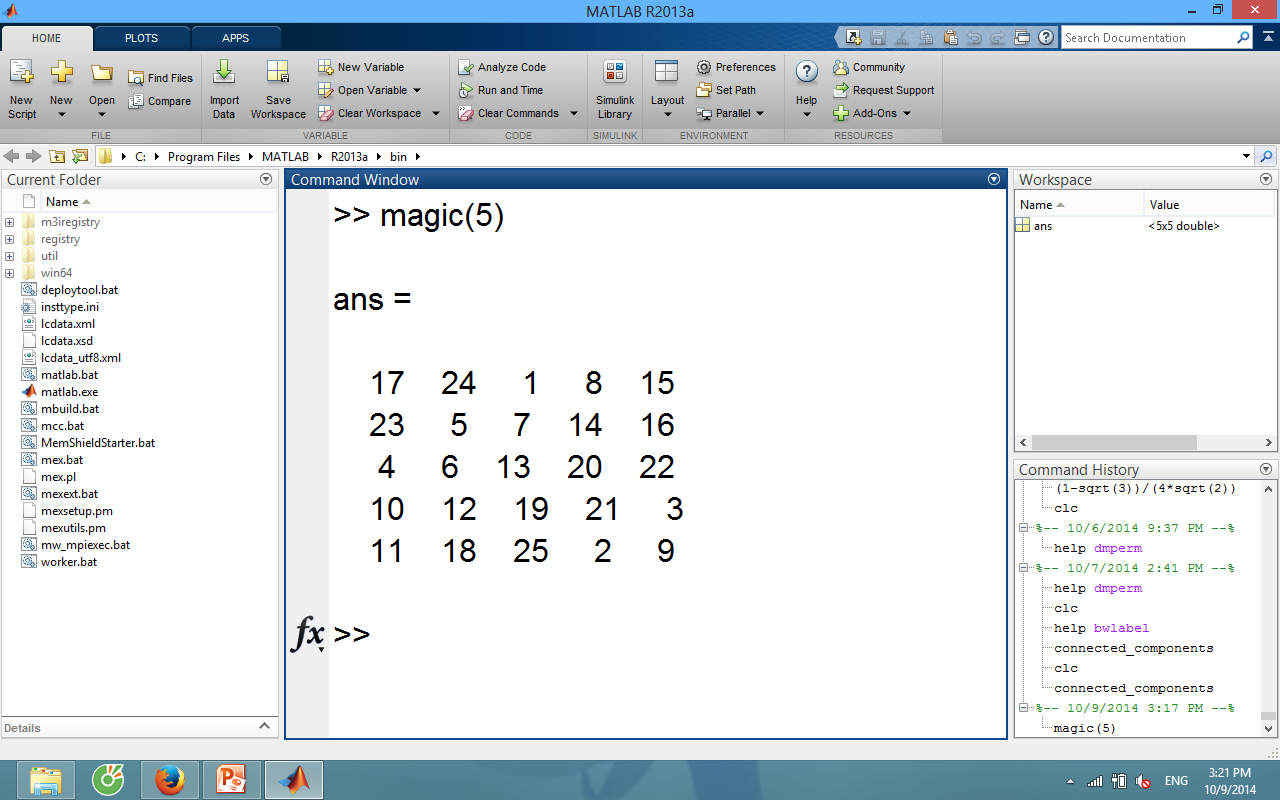 MATLAB R2013a
HOME PLOTS APPS
Search Documentation
New Script
New
Open
Find Files
Compare
FILE
Import Data
Save Workspace
New Variable
Open Variable
Clear Workspace
VARIABLE
Analyze Code
Run and Time
Clear Commands
CODE
Simulink Library
SIMULINK
Layout
Preferences
Set Path
Parallel
ENVIRONMENT
Help
Community
Request Support
Add-Ons
RESOURCES
C: Program Files MATLAB R2013a bin
Current Folder
Name
m3iregistry
registry
util
win64
deploytool.bat
insttype.ini
lcdata.xml
lcdata.xsd
lcdata_utf8.xml
matlab.bat
matlab.exe
mbuild.bat
mcc.bat
MemShieldStarter.bat
mex.bat
mex.pl
mexext.bat
mexsetup.pm
mexutils.pm
mw_mpiexec.bat
worker.bat
Details
Command Window
>> magic(5)
ans =
17 24 1 8 15
23 5 7 14 16
4 6 13 20 22
10 12 19 21 3
11 18 25 2 9
fx >>
Workspace
Name Value
ans <5x5 double>
Command History
(1-sqrt(3))/(4*sqrt(2))
clc
%-- 10/6/2014 9:37 PM --%
help dmperm
%-- 10/7/2014 2:41 PM --%
help dmperm
clc
help bwlabel
connected_components
clc
connected_components
%-- 10/9/2014 3:17 PM --%
magic(5)
ENG
3:21 PM
10/9/2014